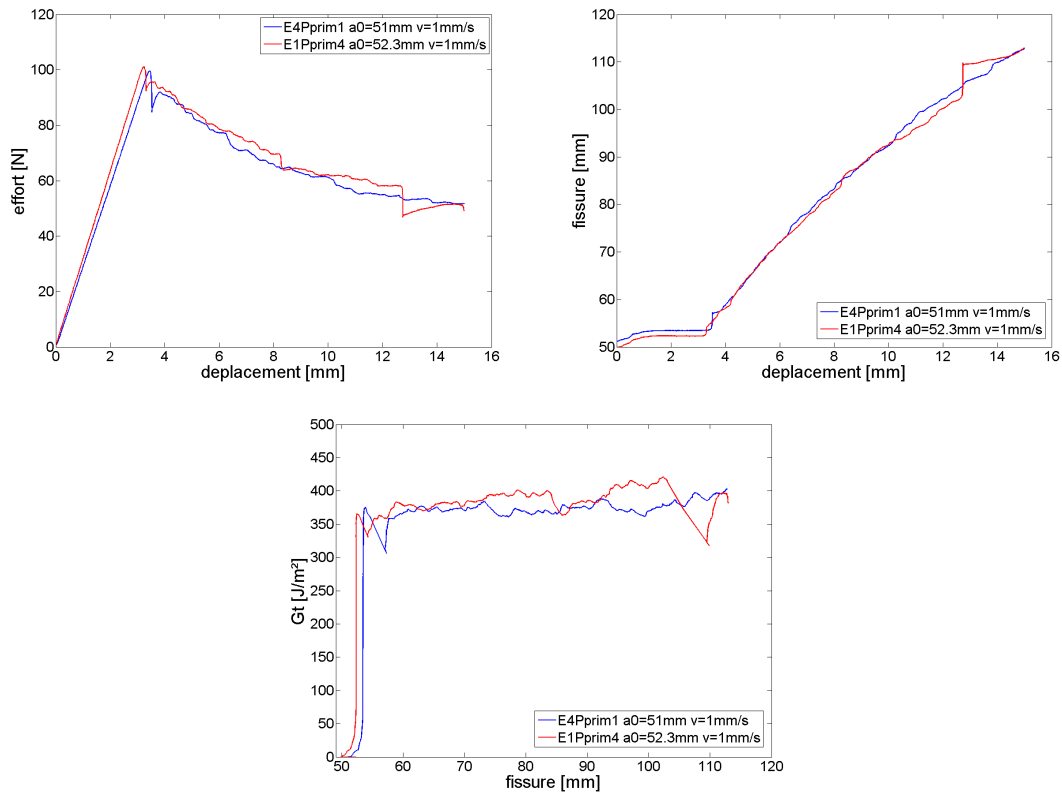 E4Pprim1 a0=51mm v=1mm/s
E1Pprim4 a0=52.3mm v=1mm/s
120
100
80
60
40
20
0
effort [N]
0 2 4 6 8 10 12 14 16
deplacement [mm]
120
110
100
90
80
70
60
50
fissure [mm]
E4Pprim1 a0=51mm v=1mm/s
E1Pprim4 a0=52.3mm v=1mm/s
0 2 4 6 8 10 12 14 16
deplacement [mm]
500
450
400
350
300
250
200
150
100
50
0
Gt [J/m²]
E4Pprim1 a0=51mm v=1mm/s
E1Pprim4 a0=52.3mm v=1mm/s
50 60 70 80 90 100 110 120
fissure [mm]